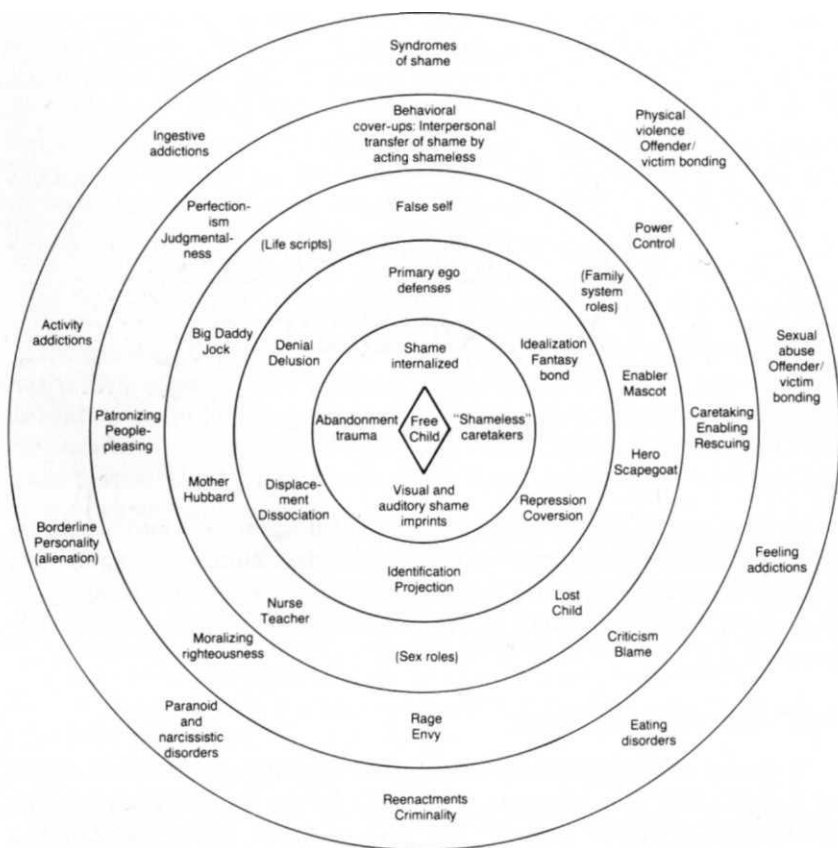 Syndromes
of shame
Ingestive
addictions
Physical
violence
Offender/
victim bonding
Activity
addictions
Sexual
abuse
Offender/
victim
bonding
Borderline
Personality
(alienation)
Feeling
addictions
Paranoid
and
narcissistic
disorders
Eating
disorders
Reenactments
Criminality
Behavioral
cover-ups: Interpersonal
transfer of shame by
acting shameless
Perfection-
ism
Judgmental-
ness
Power
Control
Patronizing
People-
pleasing
Caretaking
Enabling
Rescuing
Moralizing
righteousness
Criticism
Blame
Rage
Envy
False self
(Life scripts)
(Family
system
roles)
Big Daddy
Jock
Enabler
Mascot
Mother
Hubbard
Hero
Scapegoat
Nurse
Teacher
Lost
Child
(Sex roles)
Primary ego
defenses
Denial
Delusion
Idealization
Fantasy
bond
Displace-
ment
Dissociation
Repression
Coversion
Identification
Projection
Shame
internalized
Abandonment
trauma
Free
Child
"Shameless"
caretakers
Visual and
auditory shame
imprints